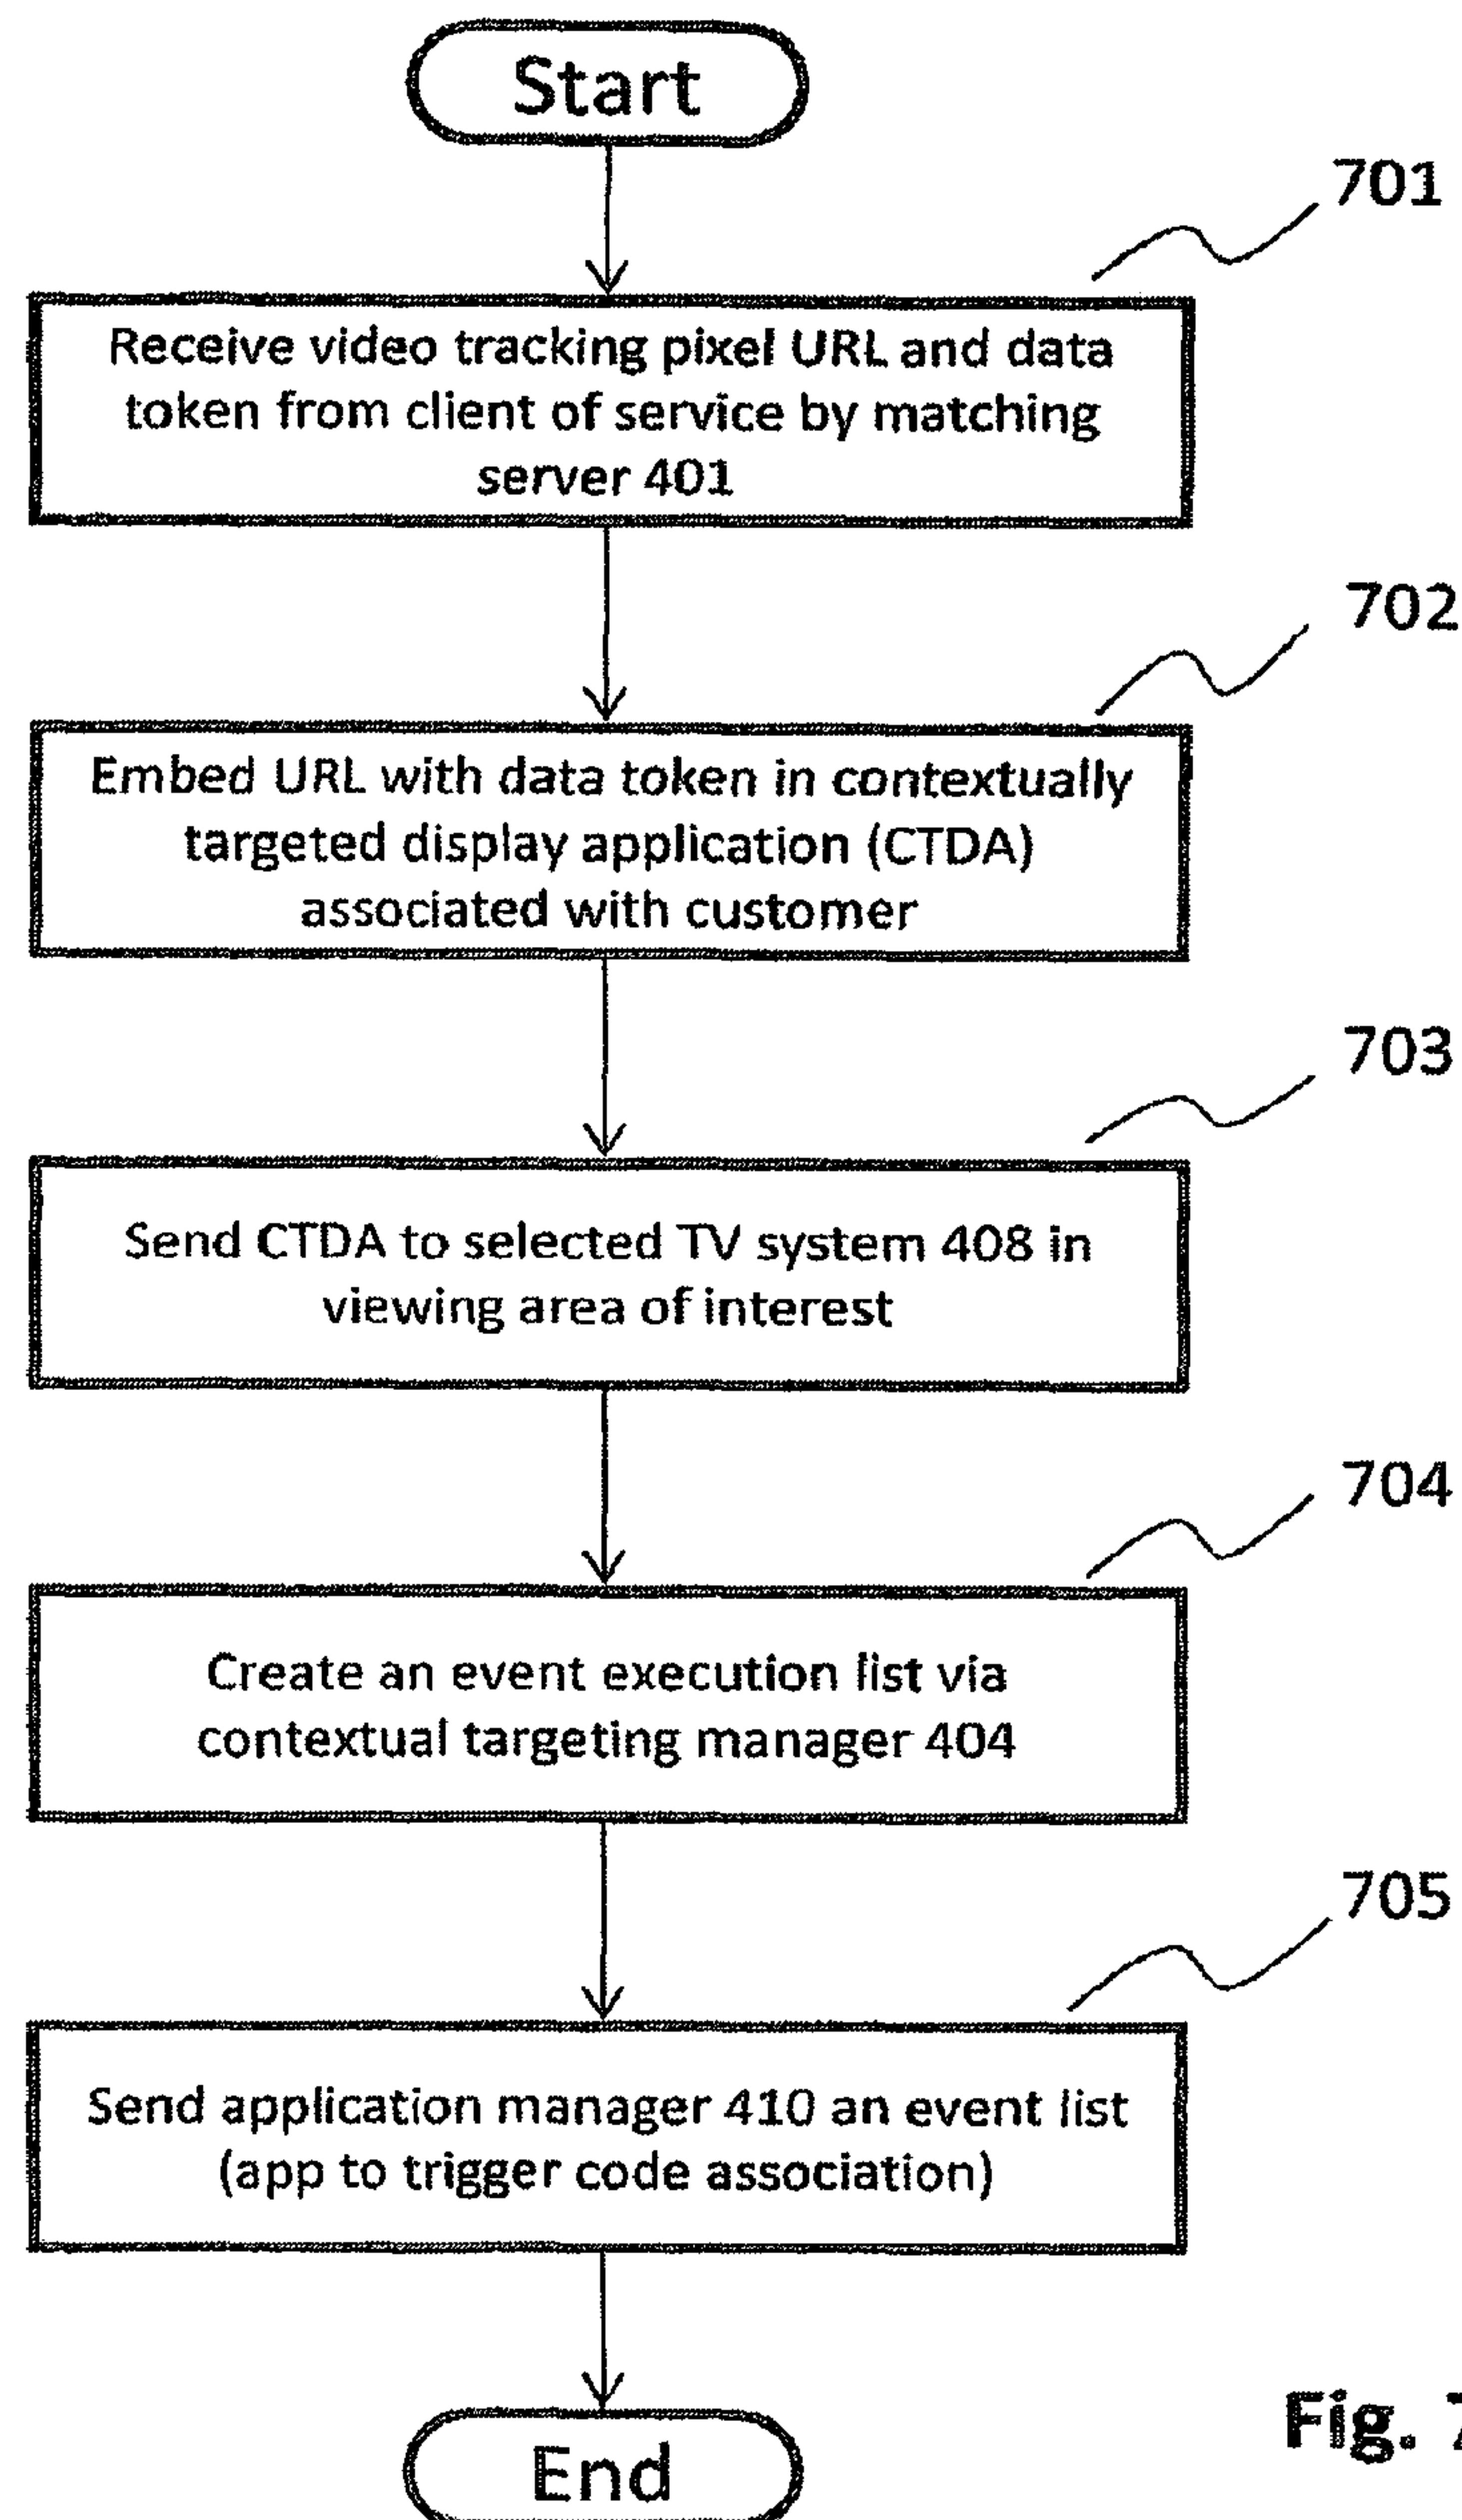 Start
701
Receive video tracking pixel URL and data
token from client of service by matching
server 401
702
Embed URL with data token in contextually
targeted display application (CTDA)
associated with customer
703
Send CTDA to selected TV system 408 in
viewing area of interest
704
Create an event execution list via
contextual targeting manager 404
705
Send application manager 410 an event list
(app to trigger code association)
End
Fig. 7